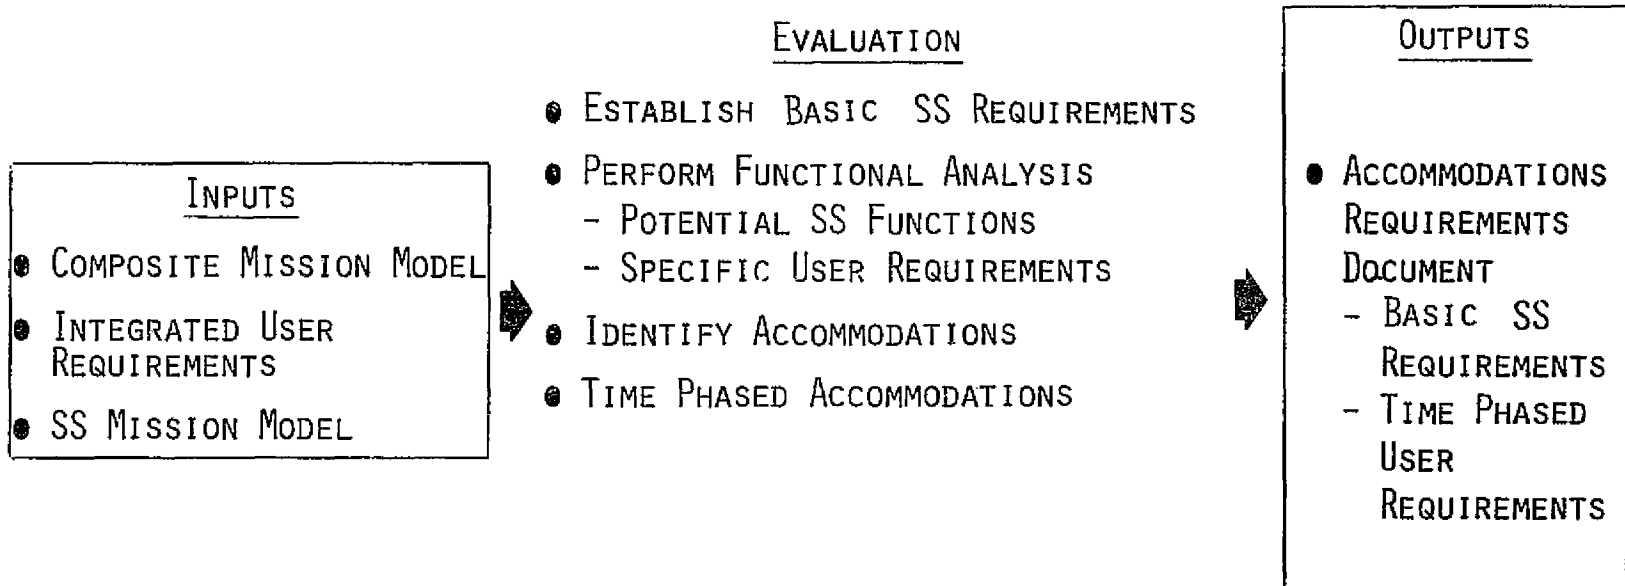 INPUTS
● COMPOSITE MISSION MODEL
● INTEGRATED USER
REQUIREMENTS
● SS MISSION MODEL
EVALUATION
● ESTABLISH BASIC SS REQUIREMENTS
● PERFORM FUNCTIONAL ANALYSIS
- POTENTIAL SS FUNCTIONS
- SPECIFIC USER REQUIREMENTS
● IDENTIFY ACCOMMODATIONS
● TIME PHASED ACCOMMODATIONS
OUTPUTS
● ACCOMMODATIONS
REQUIREMENTS
DOCUMENT
- BASIC SS
REQUIREMENTS
- TIME PHASED
USER
REQUIREMENTS